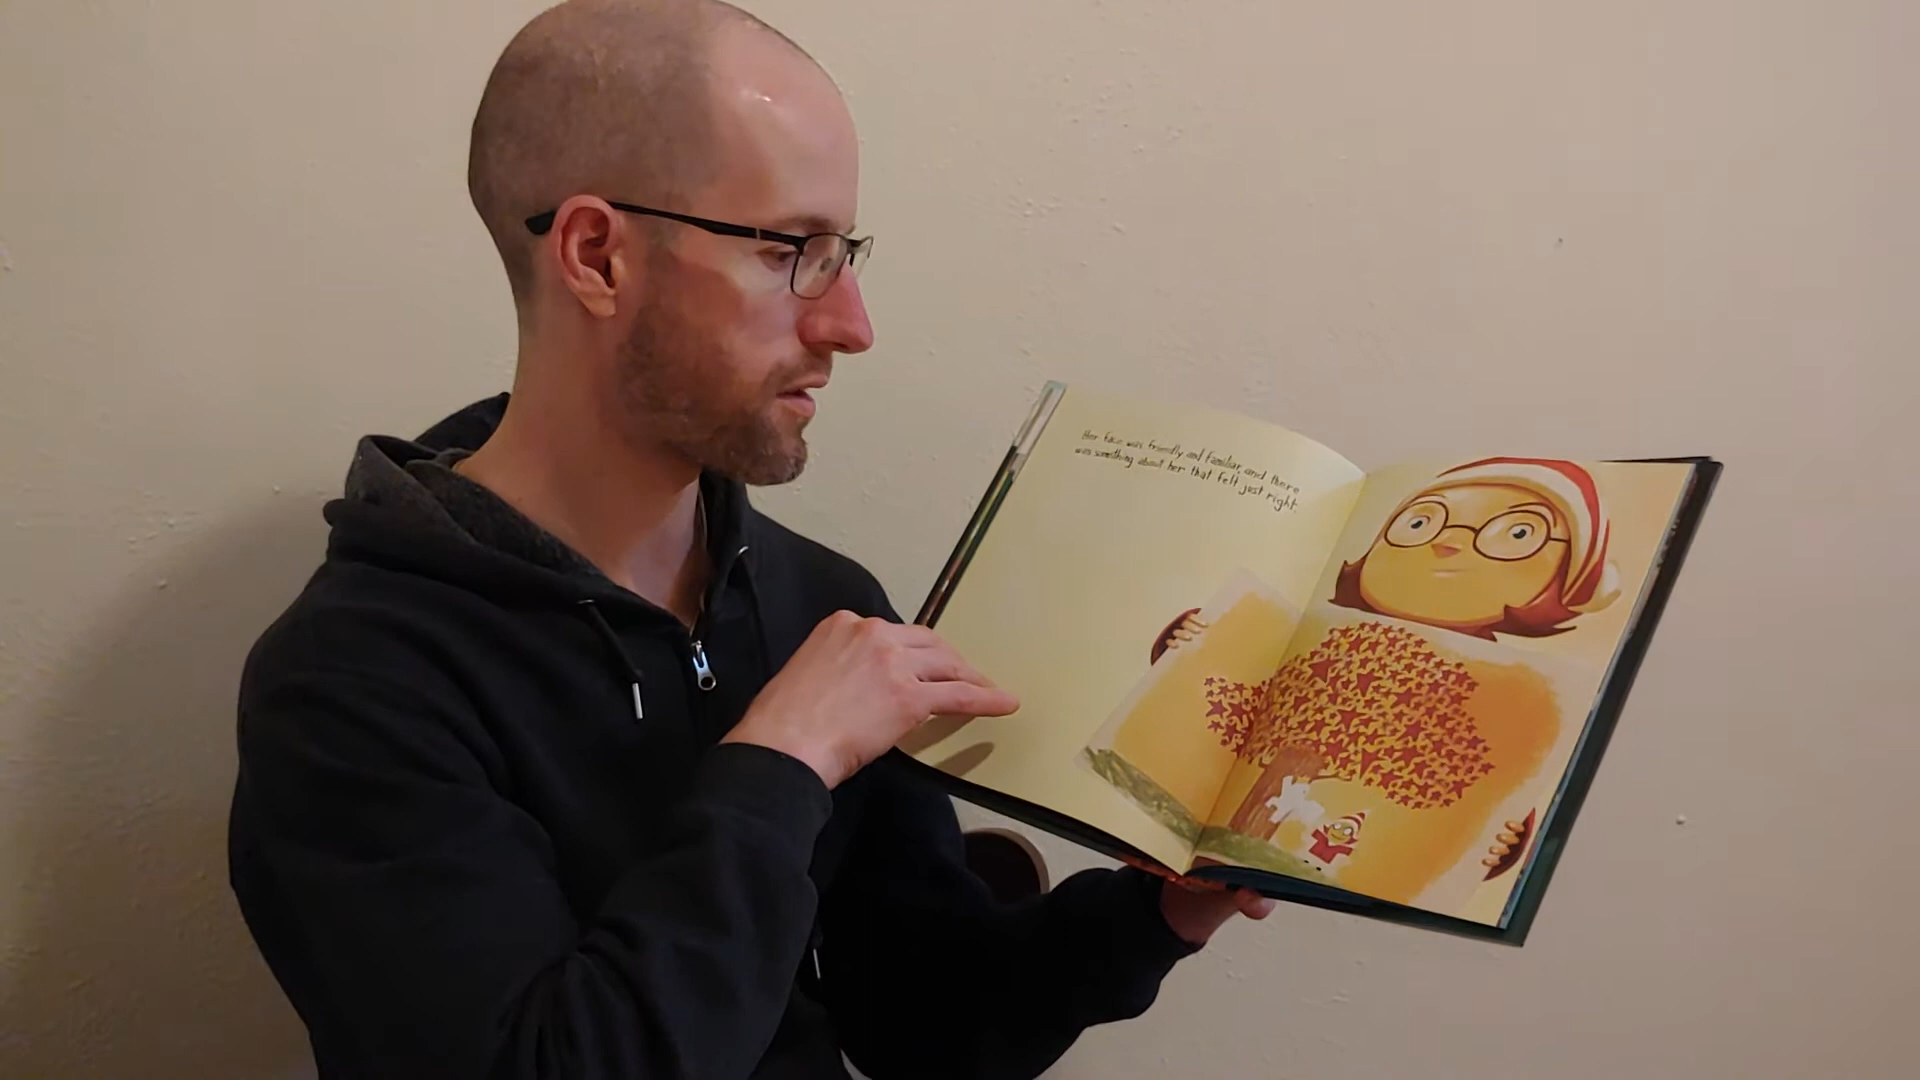 Her face was friendly and familiar, and there
was something about her that felt just right.